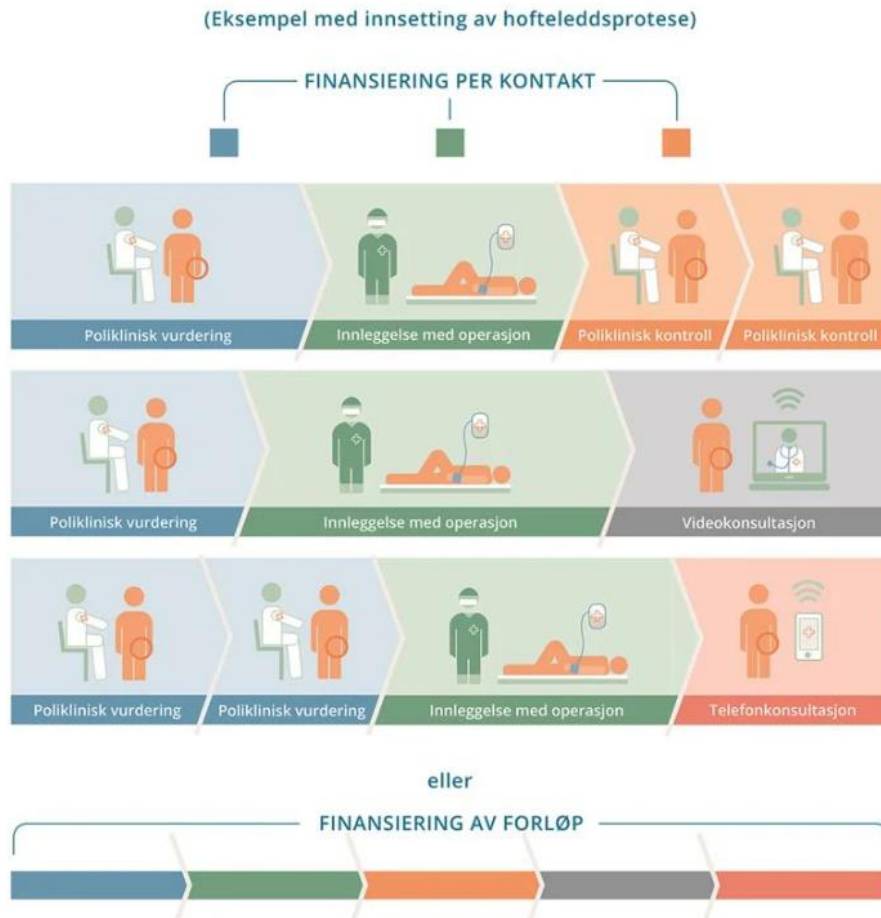 (Eksempel med innsetting av hofteleddsprotese)
FINANSIERING PER KONTAKT
Poliklinisk vurdering
Innleggelse med operasjon
Poliklinisk kontroll
Poliklinisk kontroll
Poliklinisk vurdering
Innleggelse med operasjon
Videokonsultasjon
Poliklinisk vurdering
Poliklinisk vurdering
Innleggelse med operasjon
Telefonkonsultasjon
eller
FINANSIERING AV FORLØP